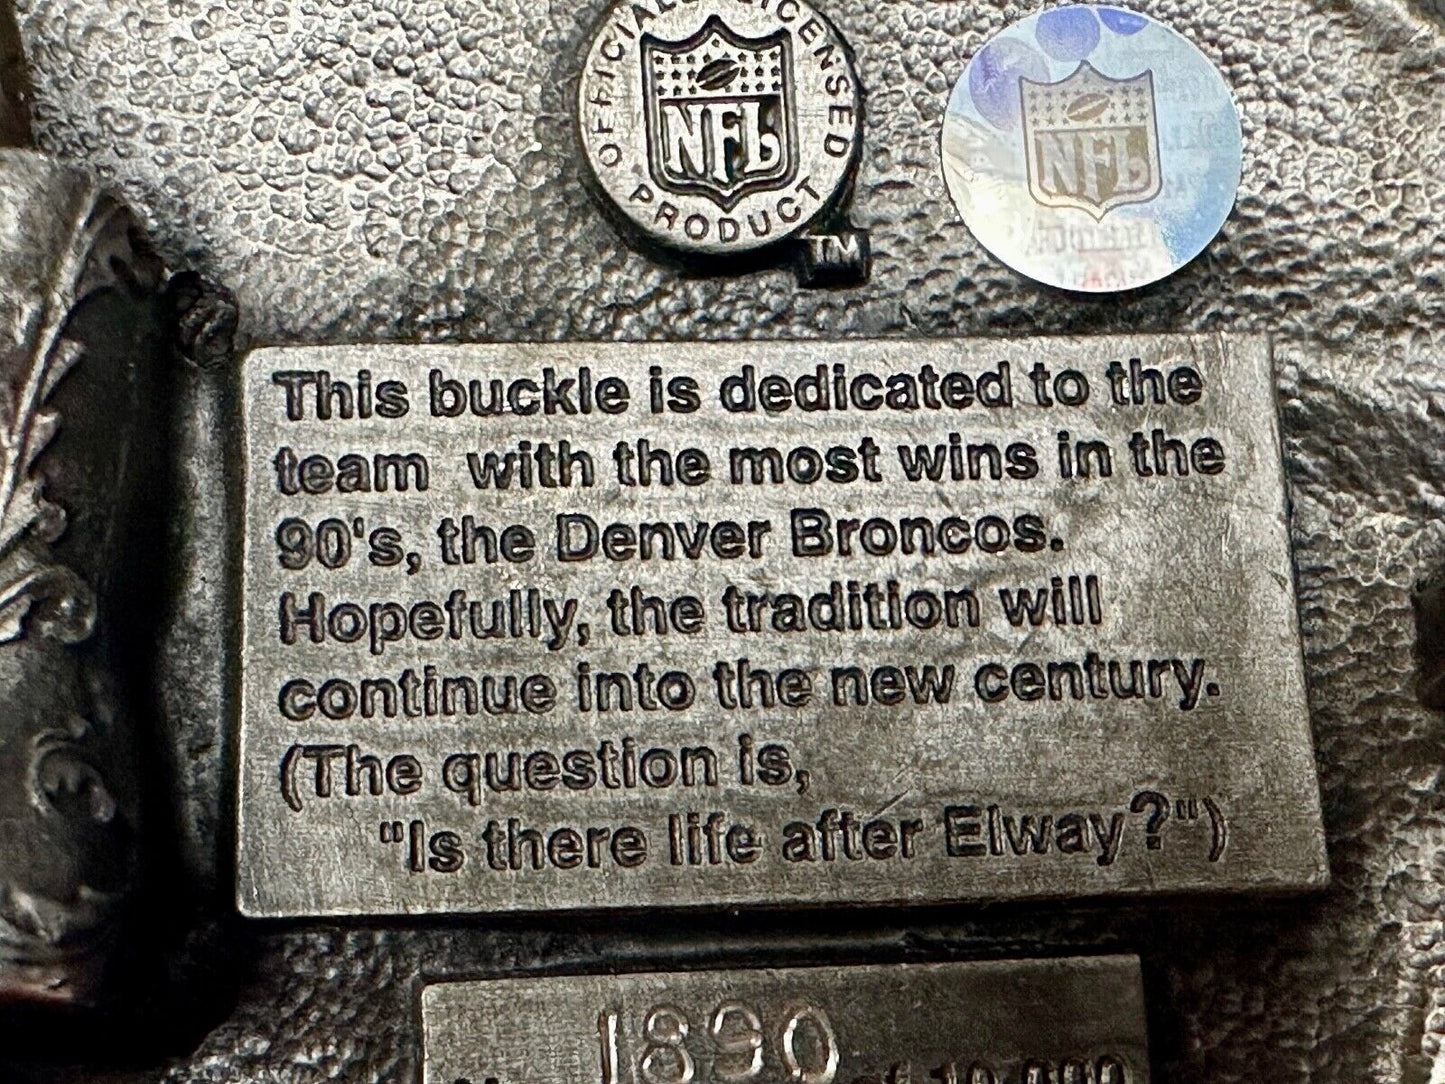 OFFICIALLY LICENSED PRODUCT
NFL
TM
NFL
This buckle is dedicated to the
team with the most wins in the
90's, the Denver Broncos.
Hopefully, the tradition will
continue into the new century.
(The question is,
"Is there life after Elway?")
1890